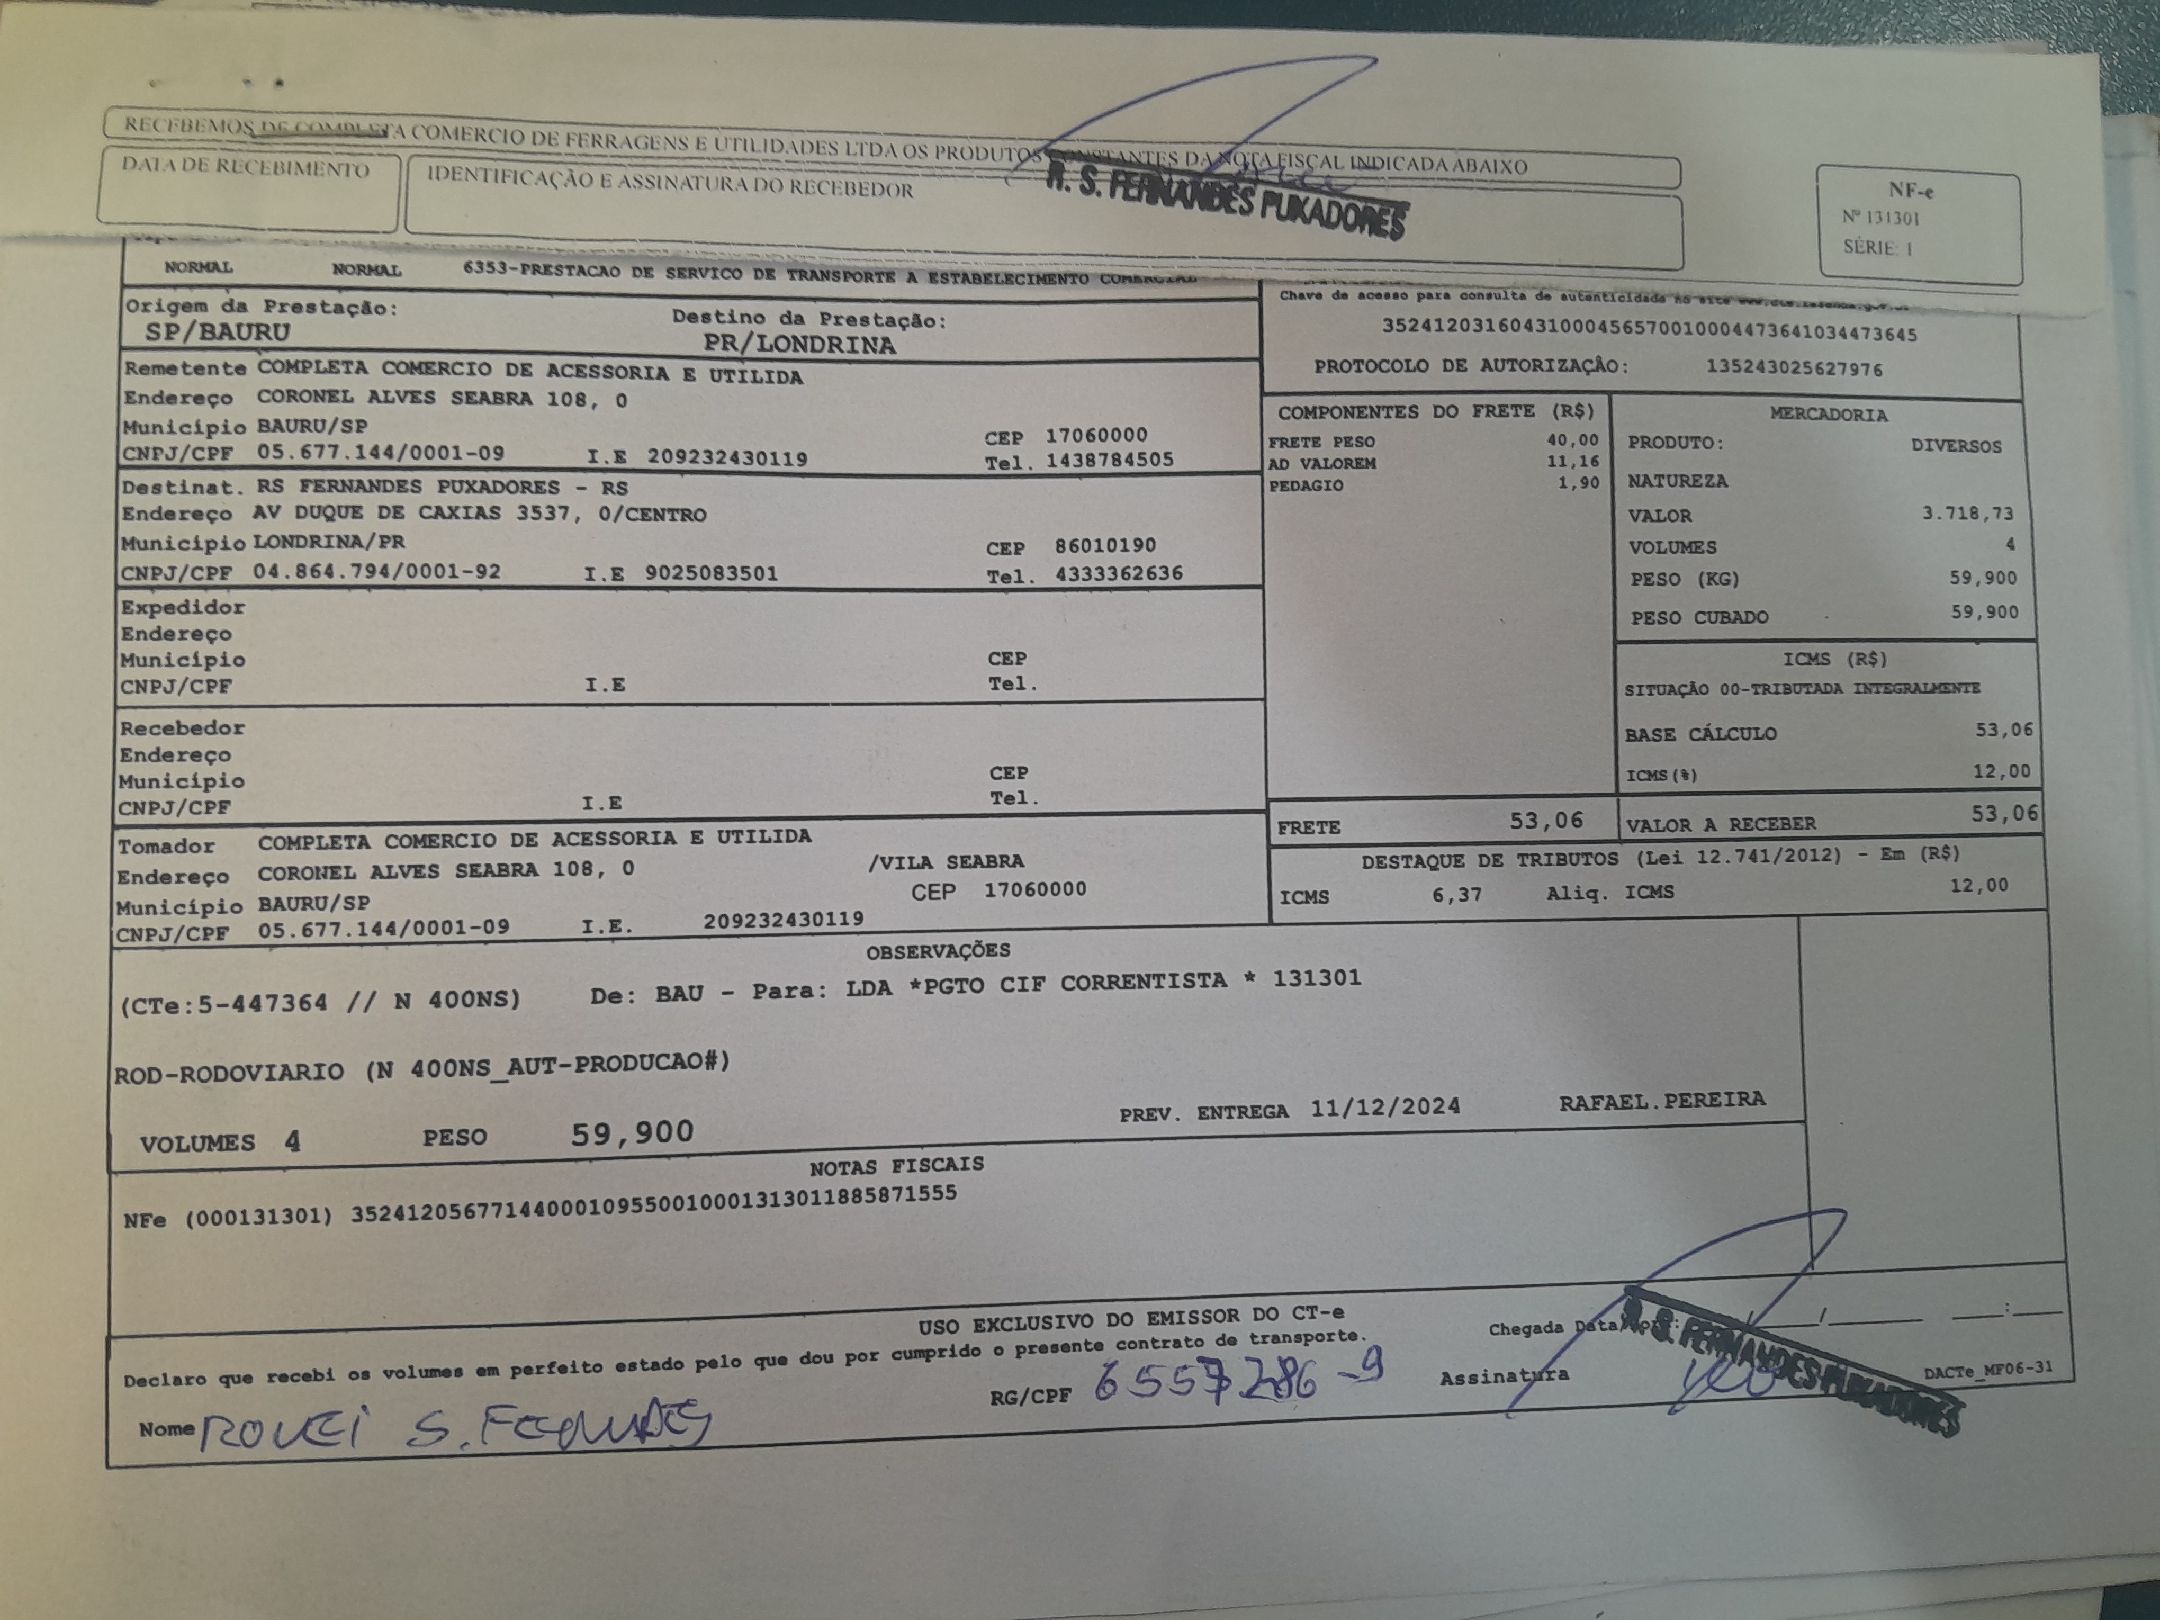 RECEBEMOS DE COMPLETA COMERCIO DE FERRAGENS E UTILIDADES LTDA OS PRODUTOS CONSTANTES DA NOTA FISCAL INDICADA ABAIXO
DATA DE RECEBIMENTO
IDENTIFICAÇÃO E ASSINATURA DO RECEBEDOR
R. S. FERNANDES PUXADORES
NF-e
Nº 131301
SÉRIE: 1
NORMAL NORMAL 6353-PRESTACAO DE SERVICO DE TRANSPORTE A ESTABELECIMENTO COMERCIAL
Origem da Prestação:
SP/BAURU
Destino da Prestação:
PR/LONDRINA
Chave de acesso para consulta de autenticidade no site
35241203160431000456570010004473641034473645
PROTOCOLO DE AUTORIZAÇÃO: 135243025627976
Remetente COMPLETA COMERCIO DE ACESSORIA E UTILIDA
Endereço CORONEL ALVES SEABRA 108, 0
Município BAURU/SP CEP 17060000
CNPJ/CPF 05.677.144/0001-09 I.E 209232430119 Tel. 1438784505
Destinat. RS FERNANDES PUXADORES - RS
Endereço AV DUQUE DE CAXIAS 3537, 0/CENTRO
Município LONDRINA/PR CEP 86010190
CNPJ/CPF 04.864.794/0001-92 I.E 9025083501 Tel. 4333362636
Expedidor
Endereço
Município CEP
CNPJ/CPF I.E Tel.
Recebedor
Endereço
Município CEP
CNPJ/CPF I.E Tel.
Tomador COMPLETA COMERCIO DE ACESSORIA E UTILIDA
Endereço CORONEL ALVES SEABRA 108, 0 /VILA SEABRA
Município BAURU/SP CEP 17060000
CNPJ/CPF 05.677.144/0001-09 I.E. 209232430119
COMPONENTES DO FRETE (R$)
FRETE PESO 40,00
AD VALOREM 11,16
PEDAGIO 1,90
MERCADORIA
PRODUTO: DIVERSOS
NATUREZA
VALOR 3.718,73
VOLUMES 4
PESO (KG) 59,900
PESO CUBADO 59,900
ICMS (R$)
SITUAÇÃO 00-TRIBUTADA INTEGRALMENTE
BASE CÁLCULO 53,06
ICMS(%) 12,00
FRETE 53,06
VALOR A RECEBER 53,06
DESTAQUE DE TRIBUTOS (Lei 12.741/2012) - Em (R$)
ICMS 6,37 Aliq. ICMS 12,00
OBSERVAÇÕES
(CTe:5-447364 // N 400NS) De: BAU - Para: LDA *PGTO CIF CORRENTISTA * 131301
ROD-RODOVIARIO (N 400NS_AUT-PRODUCAO#)
PREV. ENTREGA 11/12/2024 RAFAEL.PEREIRA
VOLUMES 4 PESO 59,900
NOTAS FISCAIS
NFe (000131301) 35241205677144000109550010001313011885871555
USO EXCLUSIVO DO EMISSOR DO CT-e
Declaro que recebi os volumes em perfeito estado pelo que dou por cumprido o presente contrato de transporte.
Chegada Data/
Nome
S. Fernandes
RG/CPF 6557286-9
Assinatura
R. S. FERNANDES PUXADORES
DACTe_MF06-31